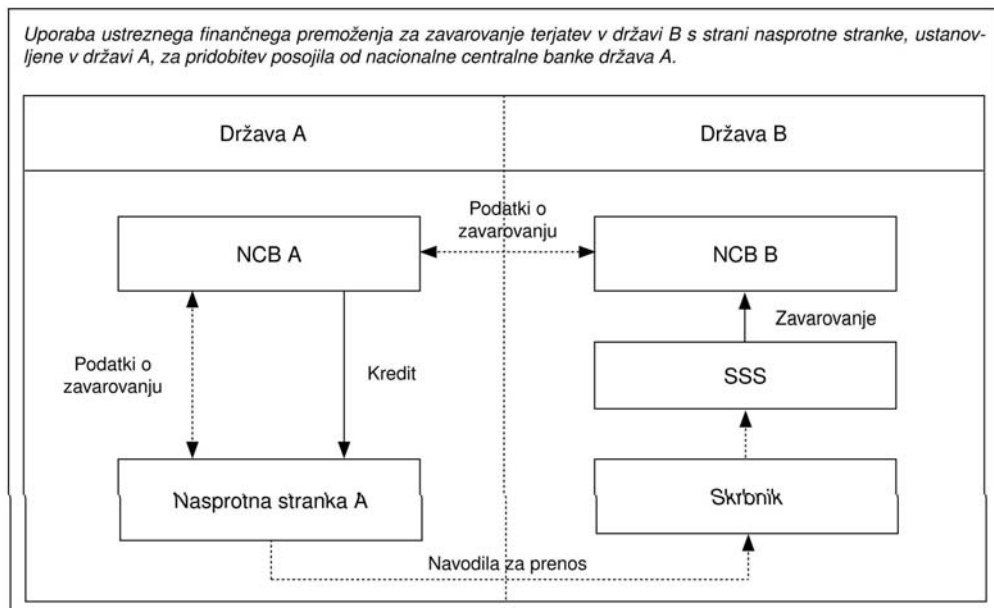 Uporaba ustreznega finančnega premoženja za zavarovanje terjatev v državi B s strani nasprotne stranke, ustanov-
ljene v državi A, za pridobitev posojila od nacionalne centralne banke država A.
Država A
Država B
Podatki o
zavarovanju
NCB A
NCB B
Zavarovanje
Podatki o
zavarovanju
Kredit
SSS
Nasprotna stranka A
Skrbnik
Navodila za prenos